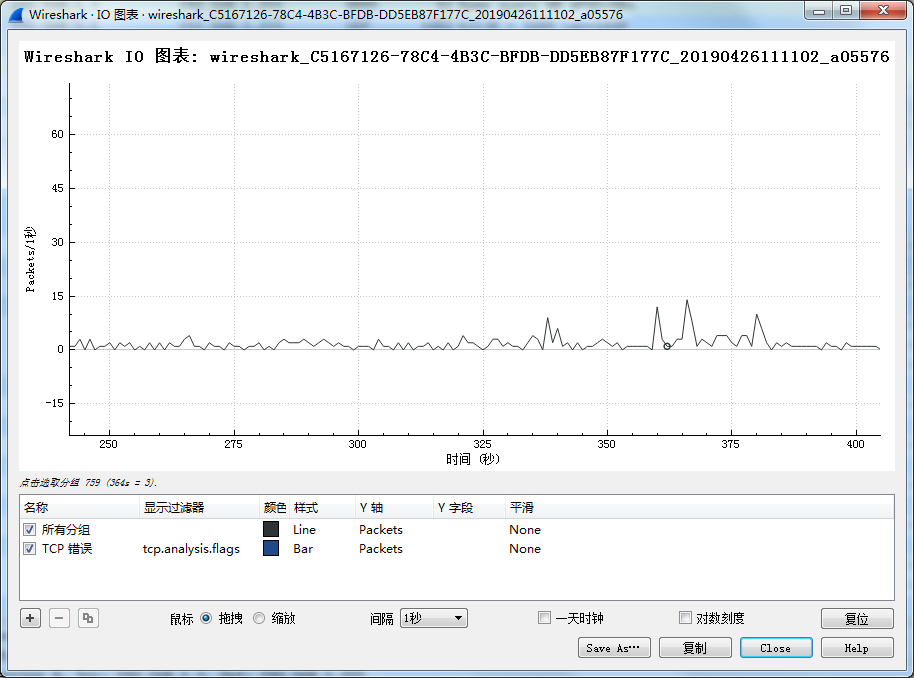 Wireshark · IO 图表 · wireshark_C5167126-78C4-4B3C-BFDB-DD5EB87F177C_20190426111102_a05576
Wireshark IO 图表: wireshark_C5167126-78C4-4B3C-BFDB-DD5EB87F177C_20190426111102_a05576
60
45
30
15
0
-15
Packets/1秒
250 275 300 325 350 375 400
时间 (秒)
点击选取分组 759 (364s = 3).
名称 显示过滤器 颜色 样式 Y 轴 Y 字段 平滑
所有分组 Line Packets None
TCP 错误 tcp.analysis.flags Bar Packets None
鼠标 拖拽 缩放 间隔 1秒 一天时钟 对数刻度 复位
Save As… 复制 Close Help